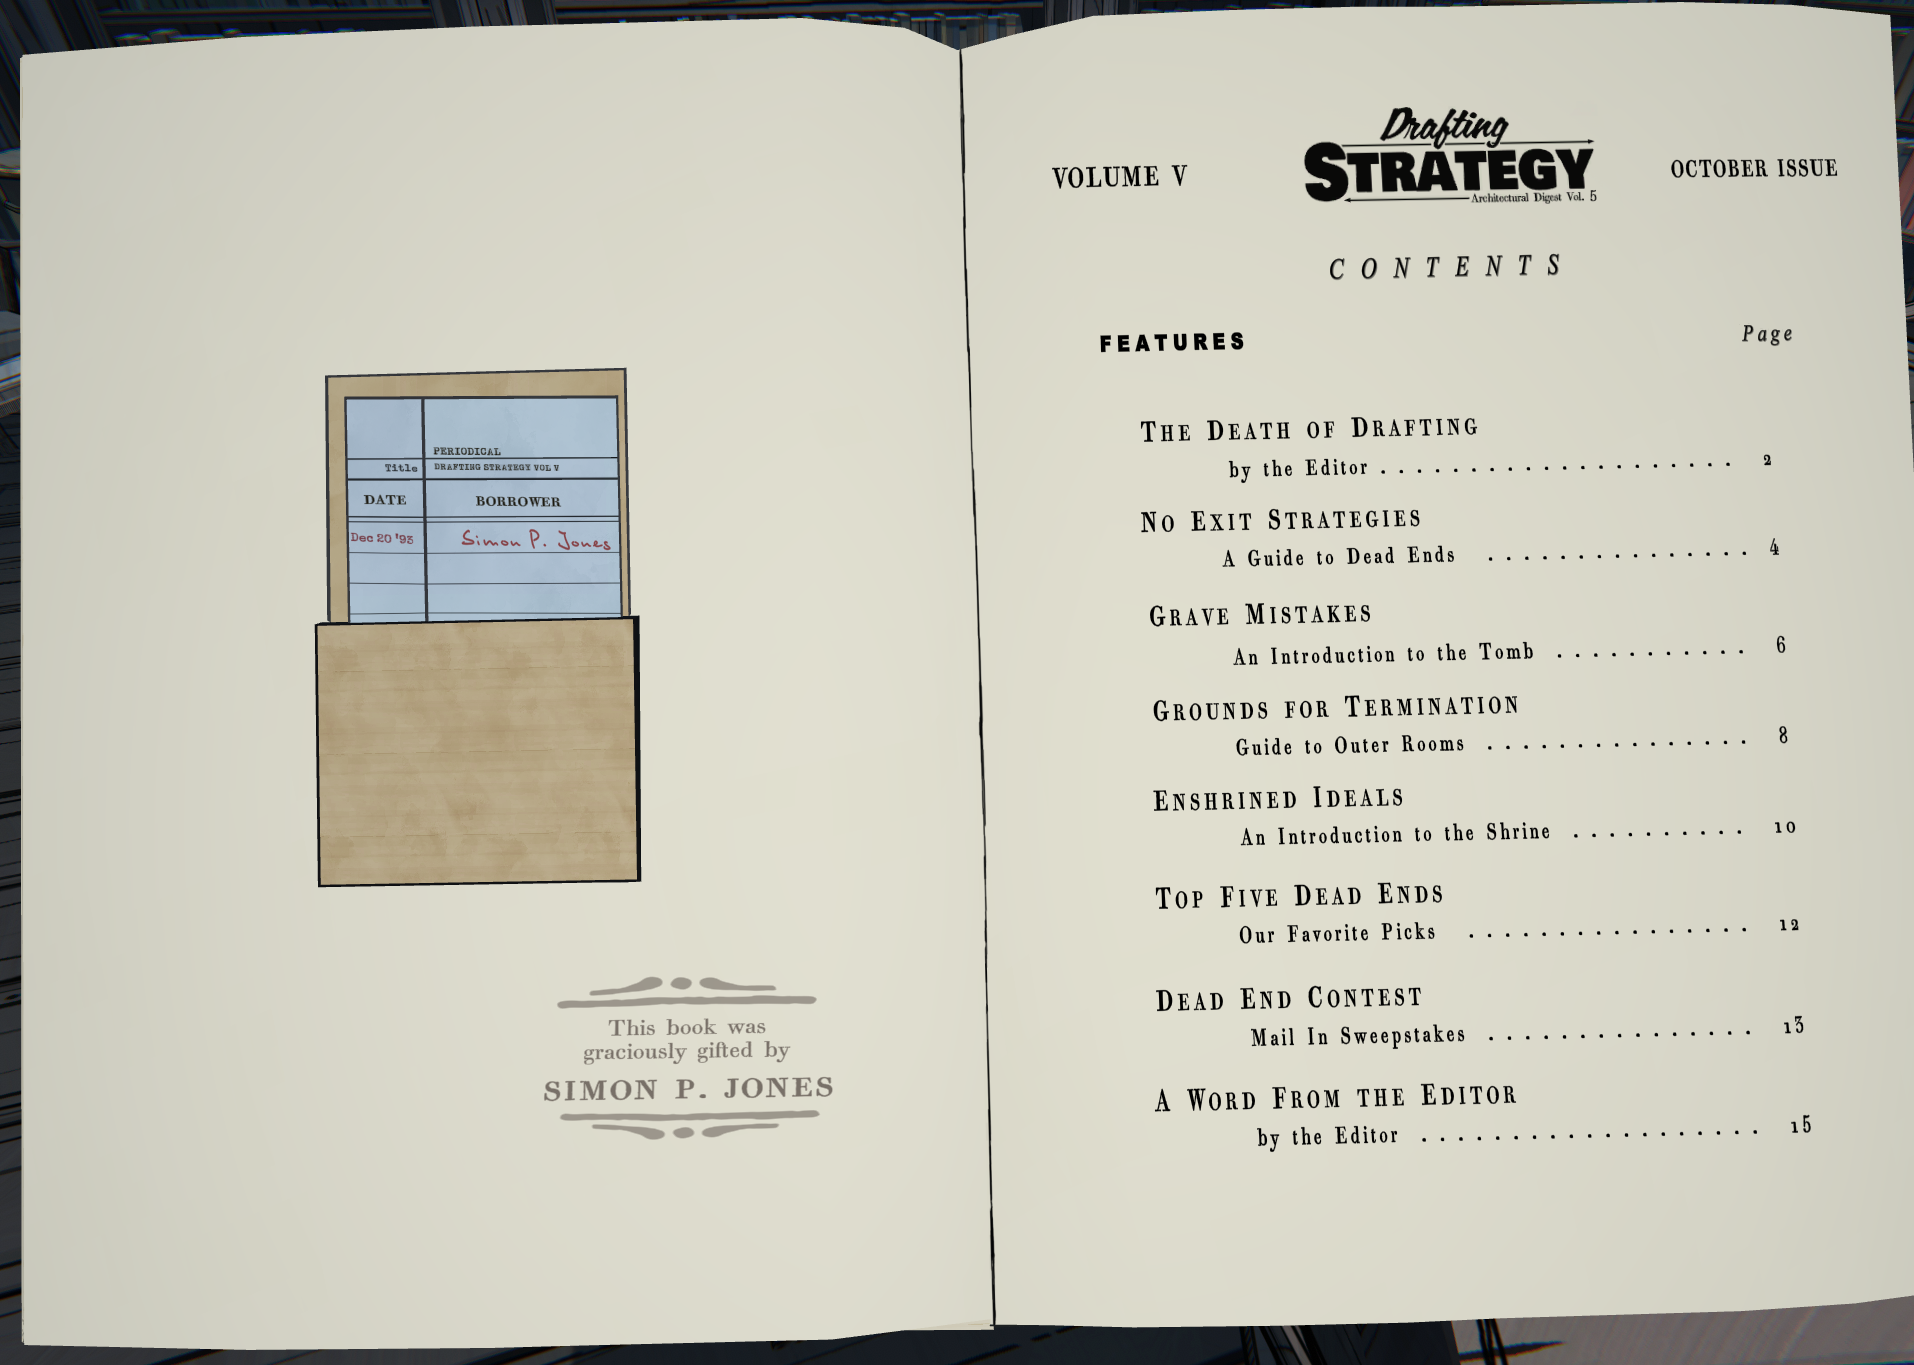 PERIODICAL
Title DRAFTING STRATEGY VOL V
DATE BORROWER
Dec 20 '93 Simon P. Jones
This book was
graciously gifted by
SIMON P. JONES
VOLUME V
Drafting
STRATEGY
Architectural Digest Vol. 5
OCTOBER ISSUE
CONTENTS
FEATURES Page
THE DEATH OF DRAFTING
by the Editor . . . . . . . . . . . . . . . . . . . . 2
NO EXIT STRATEGIES
A Guide to Dead Ends . . . . . . . . . . . . . . . 4
GRAVE MISTAKES
An Introduction to the Tomb . . . . . . . . . . . 6
GROUNDS FOR TERMINATION
Guide to Outer Rooms . . . . . . . . . . . . . . . 8
ENSHRINED IDEALS
An Introduction to the Shrine . . . . . . . . . . 10
TOP FIVE DEAD ENDS
Our Favorite Picks . . . . . . . . . . . . . . . . 12
DEAD END CONTEST
Mail In Sweepstakes . . . . . . . . . . . . . . . 13
A WORD FROM THE EDITOR
by the Editor . . . . . . . . . . . . . . . . . . . 15